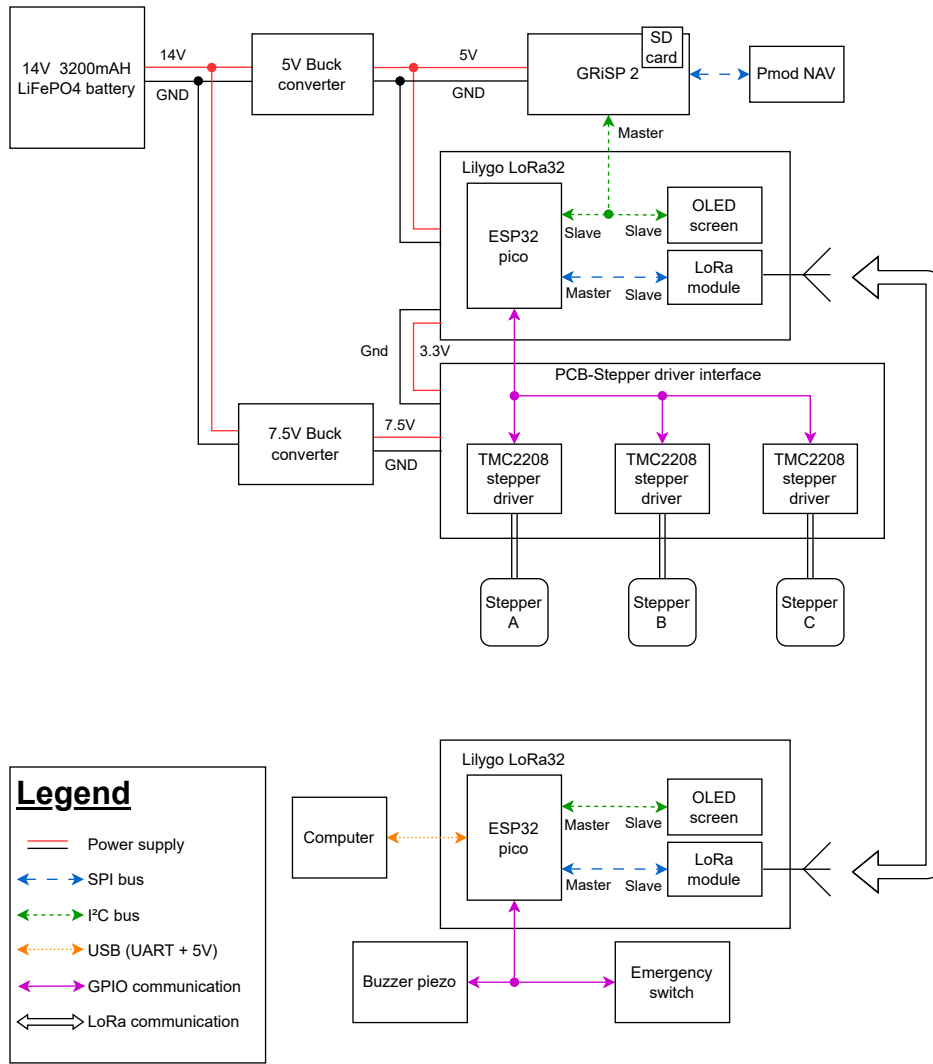 14V 3200mAH
LiFePO4 battery
14V
GND
5V Buck
converter
5V
GND
SD
card
GRiSP 2
Pmod NAV
Master
Lilygo LoRa32
ESP32
pico
Slave
Slave
OLED
screen
Master
Slave
LoRa
module
Gnd
3.3V
PCB-Stepper driver interface
7.5V Buck
converter
7.5V
GND
TMC2208
stepper
driver
TMC2208
stepper
driver
TMC2208
stepper
driver
Stepper
A
Stepper
B
Stepper
C
Lilygo LoRa32
Computer
ESP32
pico
Master
Slave
OLED
screen
Master
Slave
LoRa
module
Buzzer piezo
Emergency
switch
Legend
Power supply
SPI bus
I²C bus
USB (UART + 5V)
GPIO communication
LoRa communication